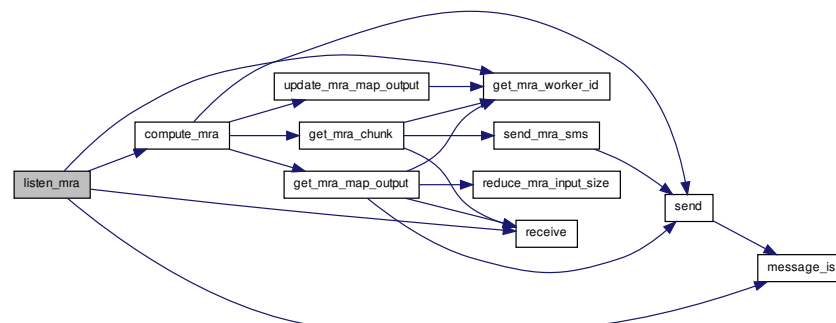 update_mra_map_output
get_mra_worker_id
compute_mra
get_mra_chunk
send_mra_sms
listen_mra
get_mra_map_output
reduce_mra_input_size
send
receive
message_is